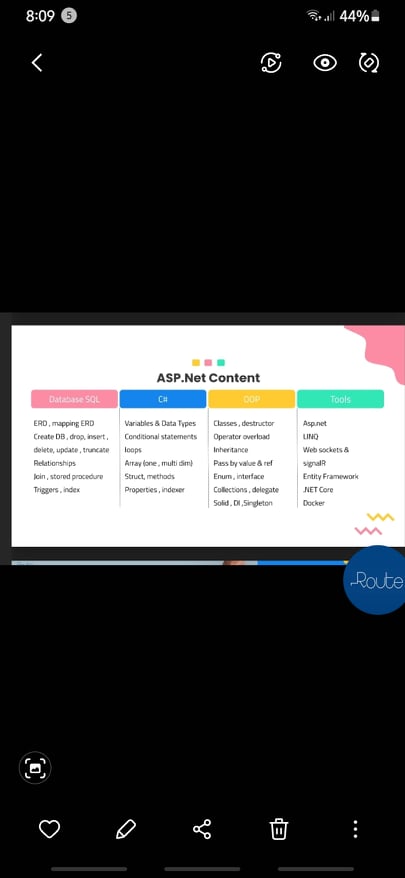 8:09 5 44%
ASP.Net Content
Database SQL
ERD , mapping ERD
Create DB , drop, insert ,
delete, update , truncate
Relationships
Join , stored procedure
Triggers , index
C#
Variables & Data Types
Conditional statements
loops
Array (one , multi dim)
Struct, methods
Properties , indexer
OOP
Classes , destructor
Operator overload
Inheritance
Pass by value & ref
Enum , interface
Collections , delegate
Solid , DI ,Singleton
Tools
Asp.net
LINQ
Web sockets &
signalR
Entity Framework
.NET Core
Docker
Route